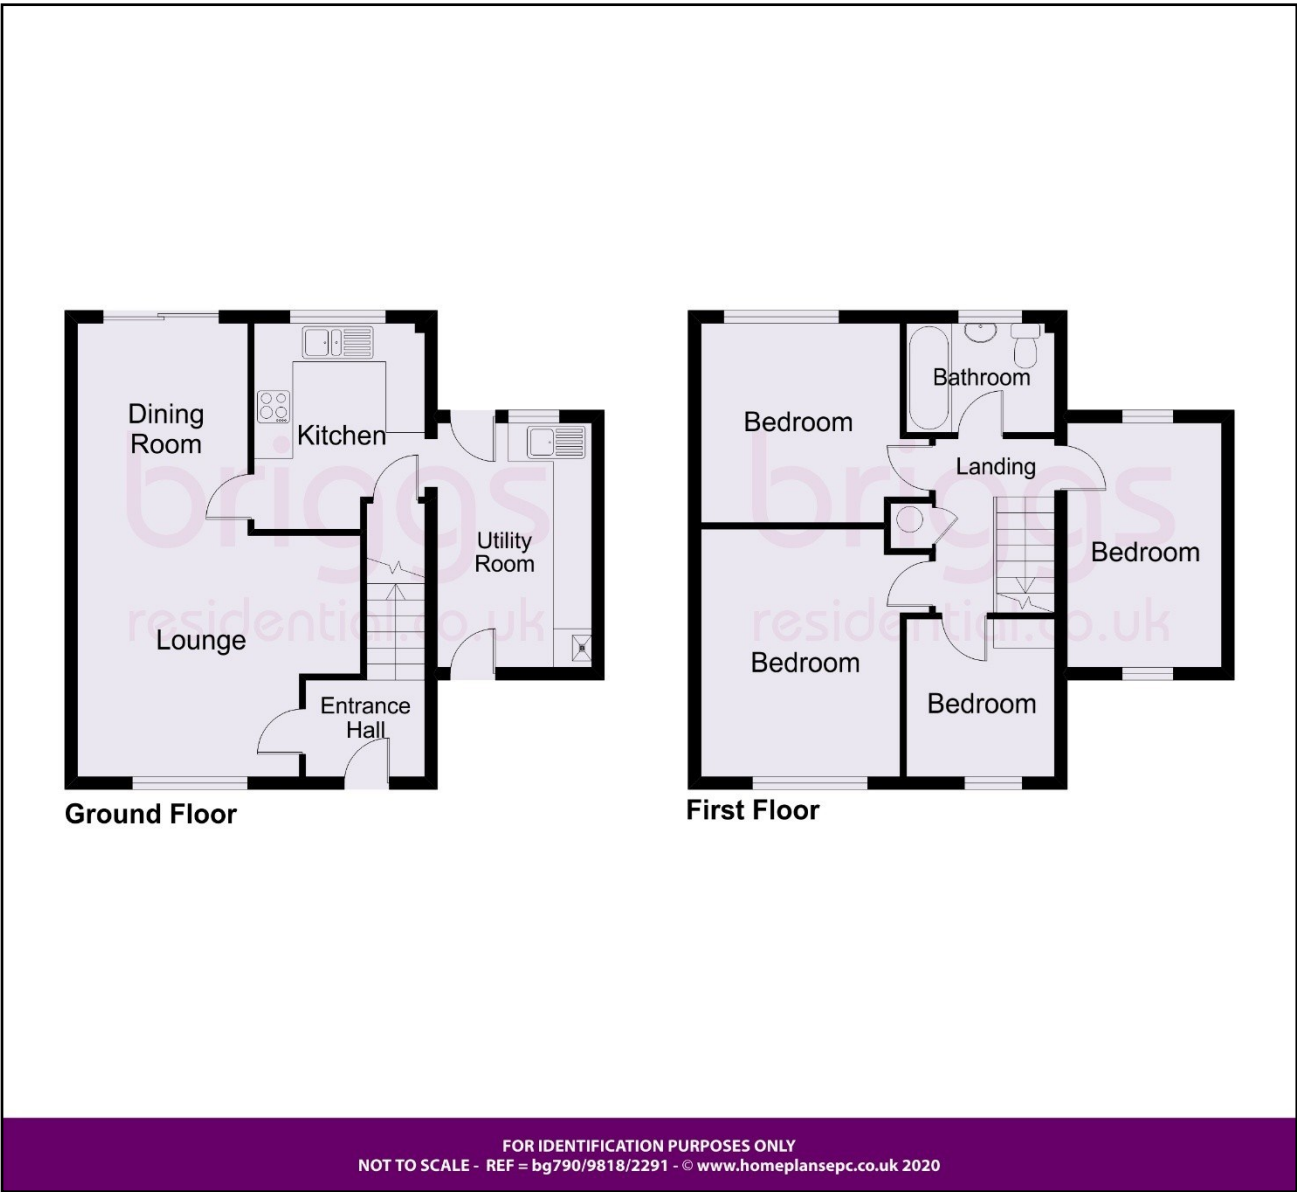 Dining
Room
Kitchen
Utility
Room
Lounge
Entrance
Hall
Ground Floor
Bathroom
Bedroom
Landing
Bedroom
Bedroom
Bedroom
First Floor
briggs
residential.co.uk
briggs
residential.co.uk
FOR IDENTIFICATION PURPOSES ONLY
NOT TO SCALE - REF = bg790/9818/2291 - © www.homeplansepc.co.uk 2020